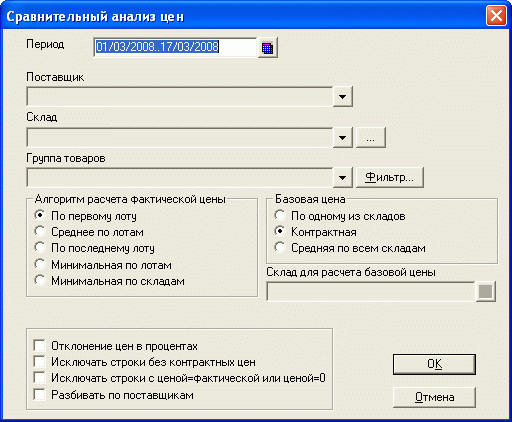 Сравнительный анализ цен
Период
01/03/2008..17/03/2008
Поставщик
Склад
...
Группа товаров
Фильтр...
Алгоритм расчета фактической цены
По первому лоту
Среднее по лотам
По последнему лоту
Минимальная по лотам
Минимальная по складам
Базовая цена
По одному из складов
Контрактная
Средняя по всем складам
Склад для расчета базовой цены
Отклонение цен в процентах
Исключать строки без контрактных цен
Исключать строки с ценой=фактической или ценой=0
Разбивать по поставщикам
OK
Отмена